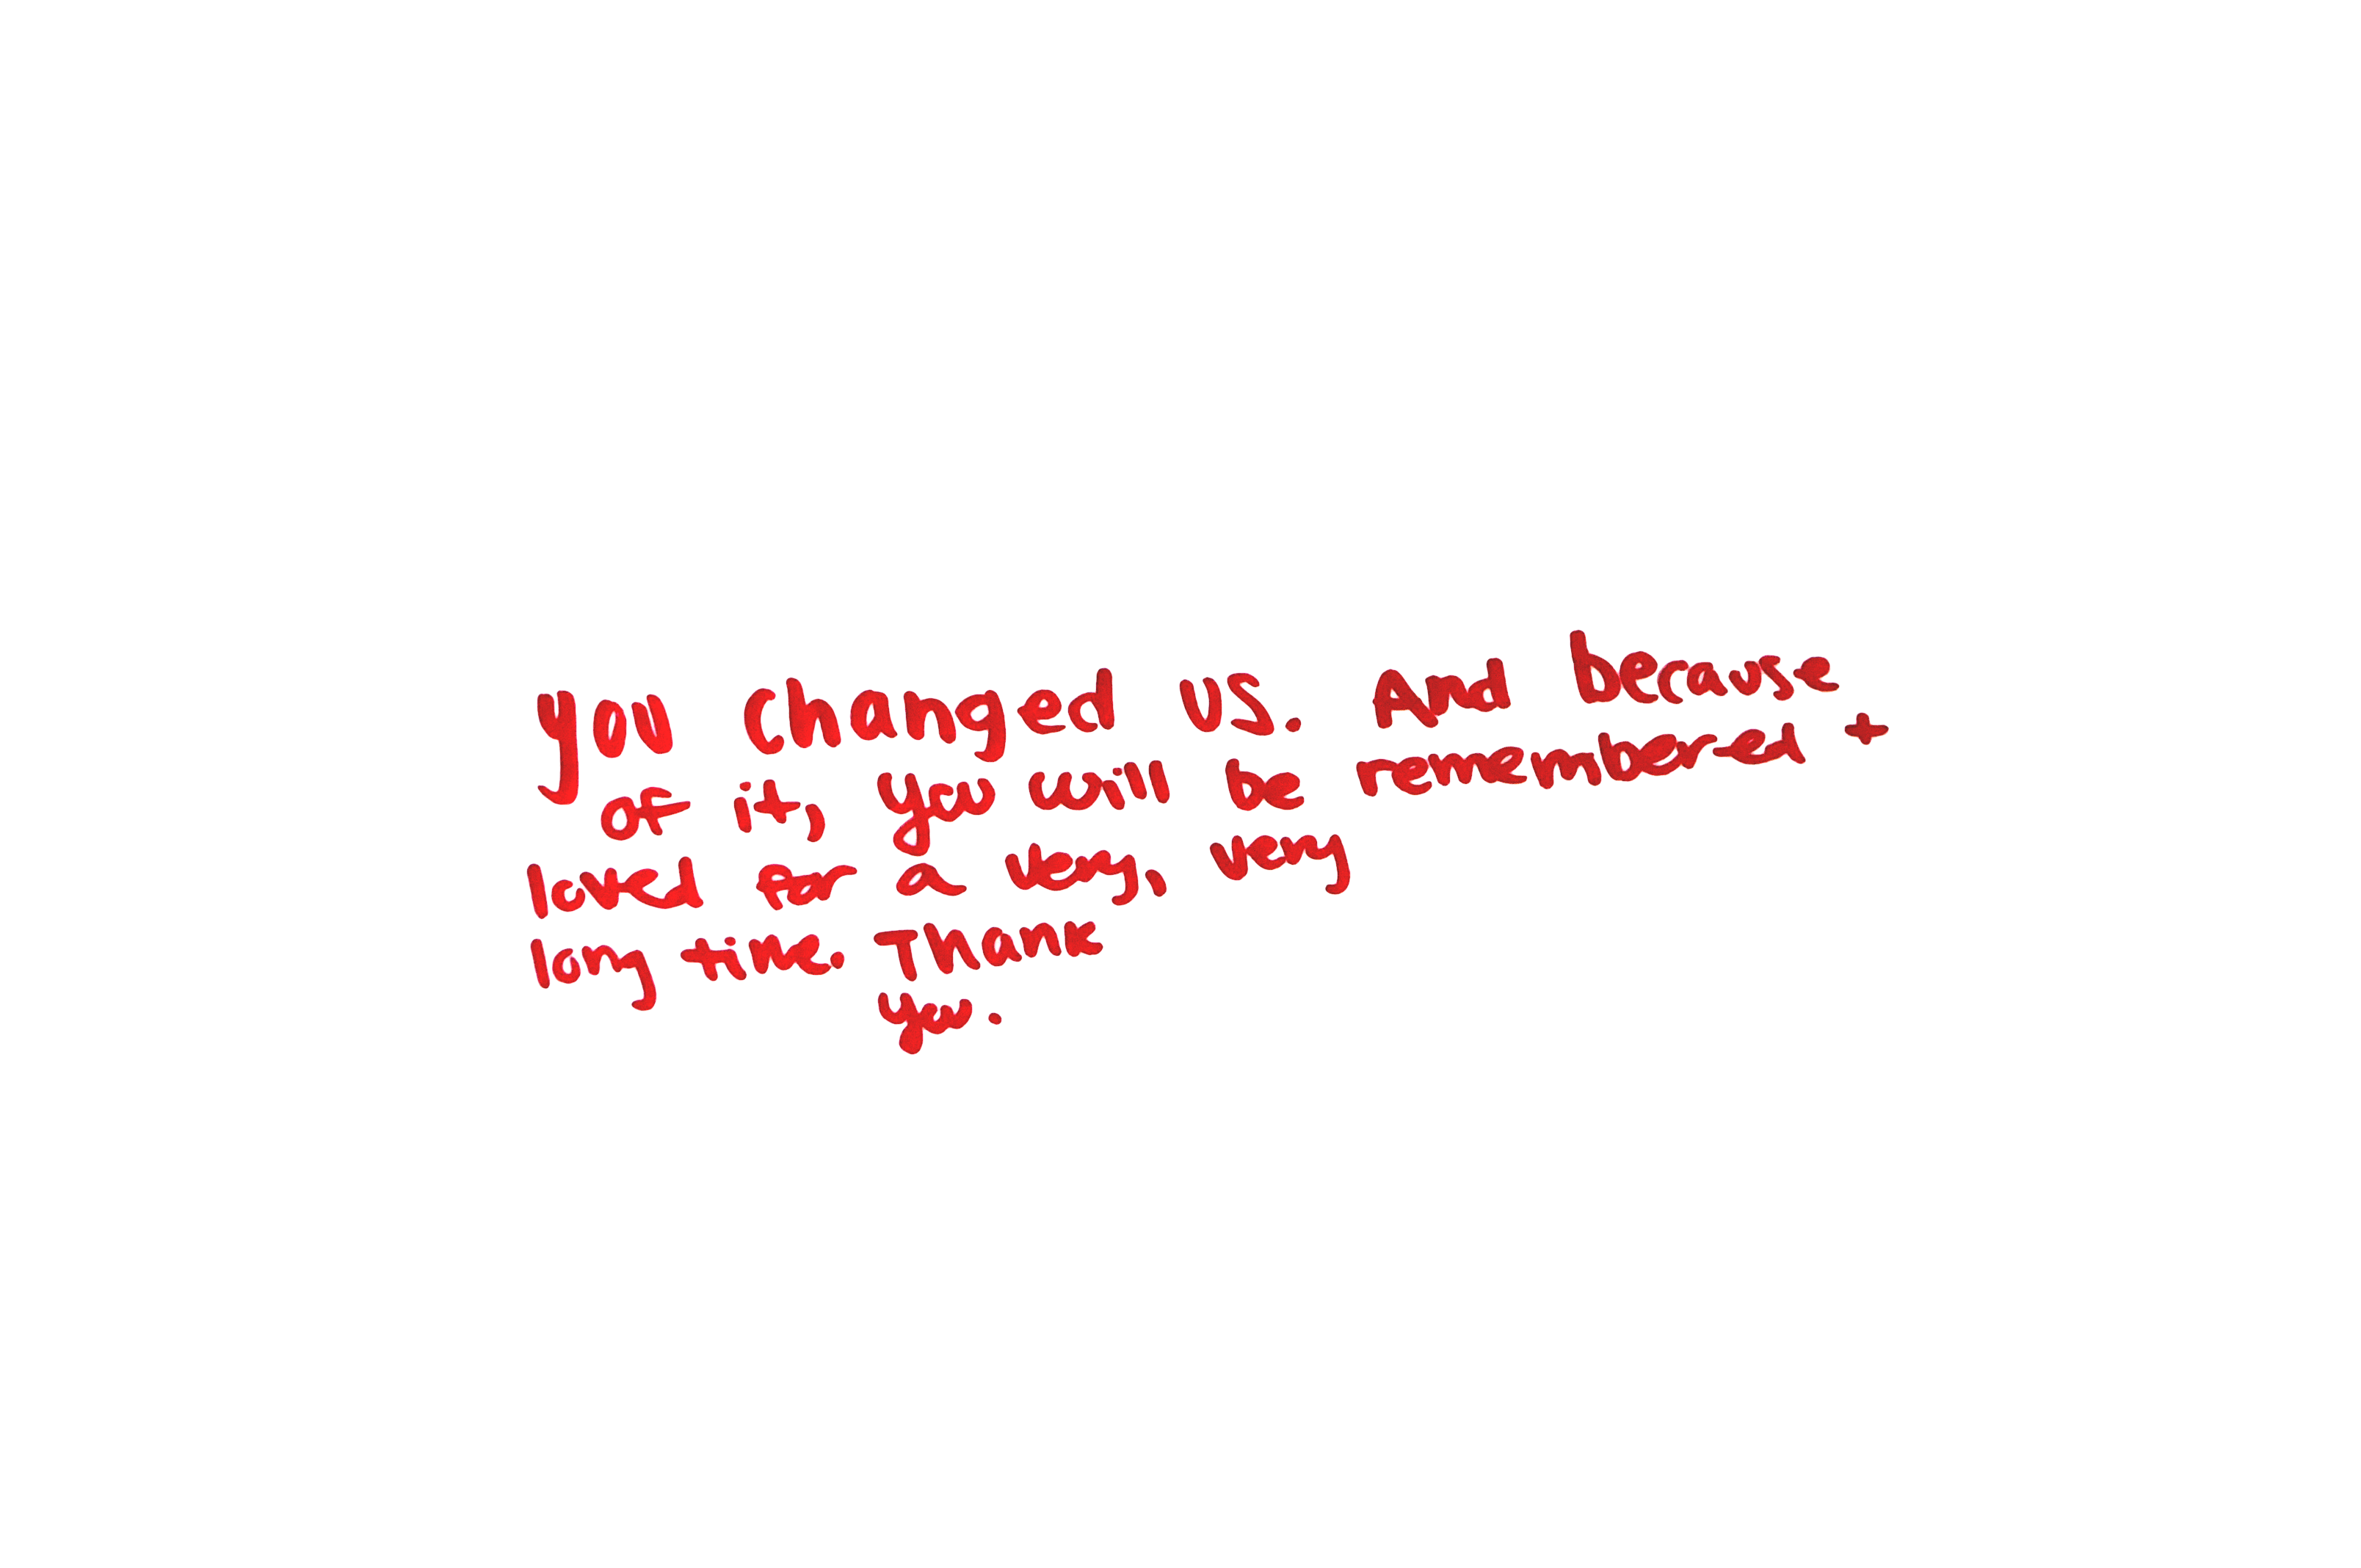 you changed us. And because
of it, you will be remembered +
loved for a very, very
long time. Thank
you.